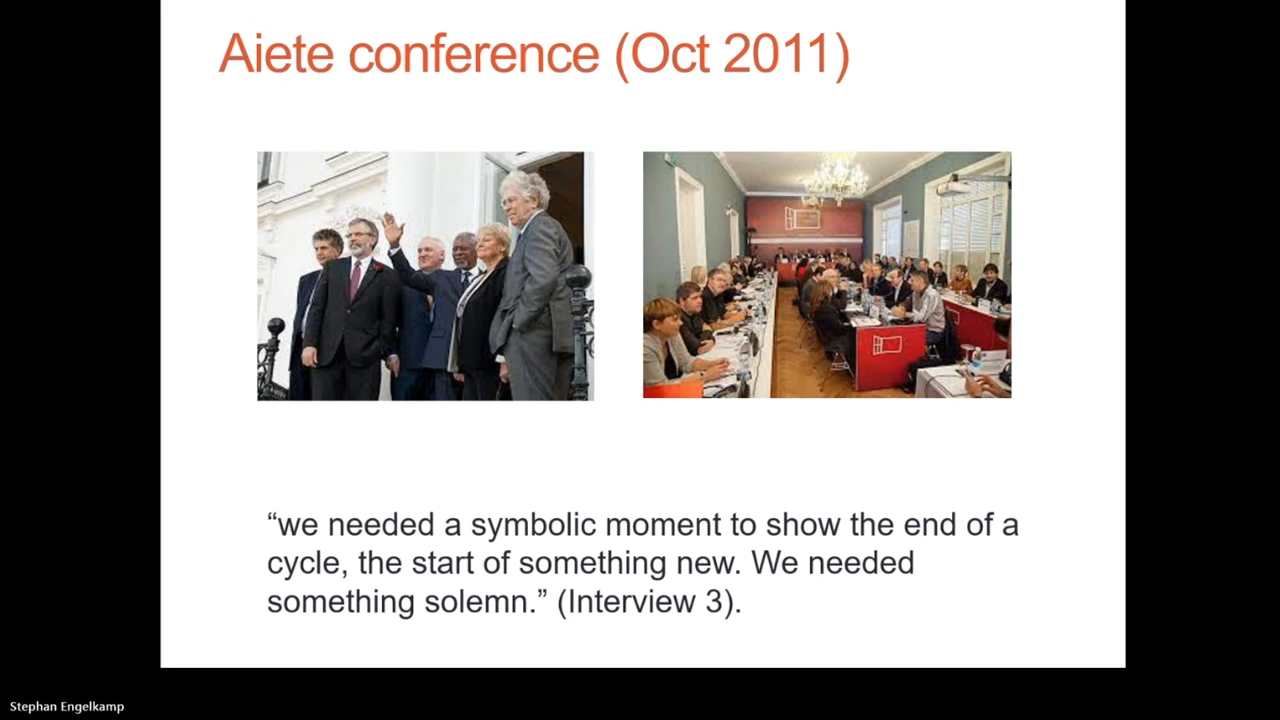 Aiete conference (Oct 2011)
“we needed a symbolic moment to show the end of a
cycle, the start of something new. We needed
something solemn.” (Interview 3).
Stephan Engelkamp